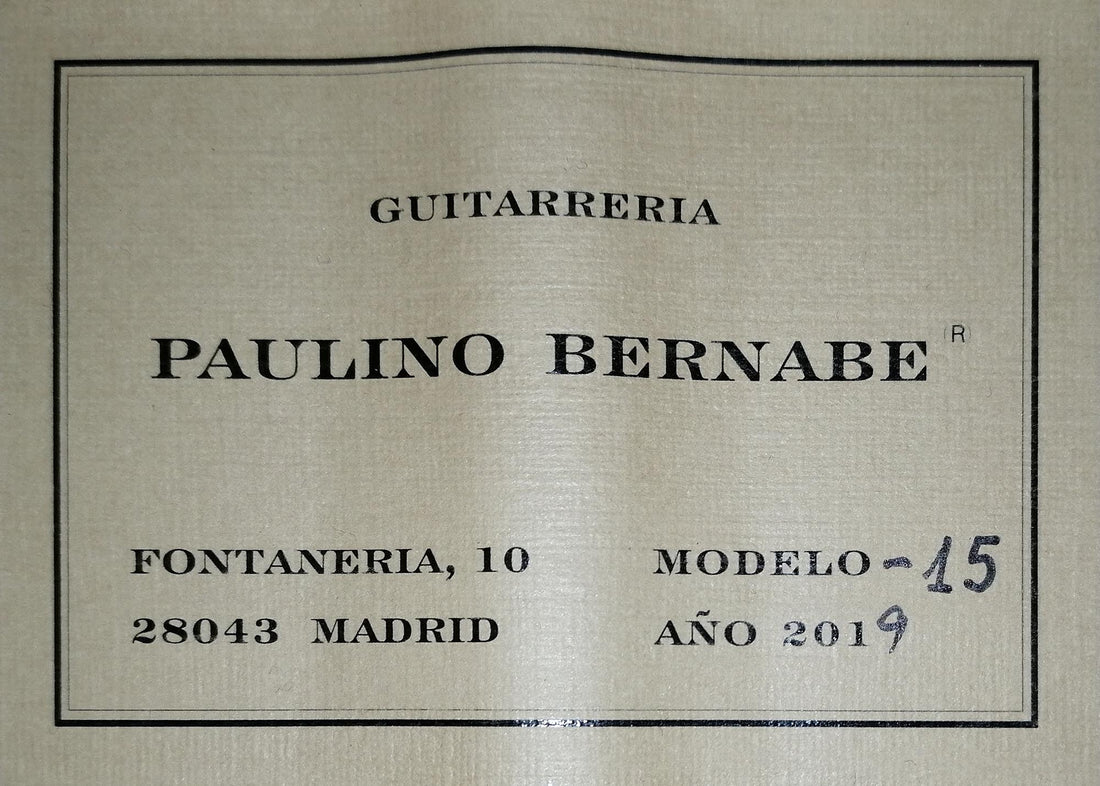 GUITARRERIA
PAULINO BERNABE (R)
FONTANERIA, 10
28043 MADRID
MODELO -15
AÑO 2019